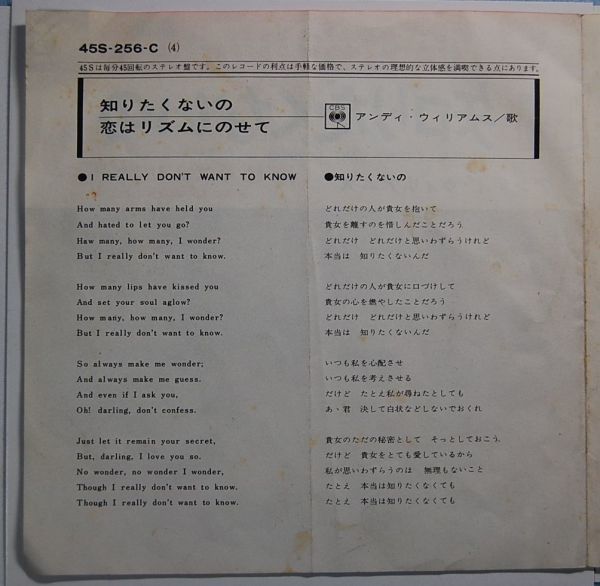 45S-256-C (4)
45Sは毎分45回転のステレオ盤です。このレコードの利点は手軽な価格で、ステレオの理想的な立体感を満喫できる点にあります。
知りたくないの
恋はリズムにのせて
CBS
アンディ・ウィリアムス/歌
●I REALLY DON'T WANT TO KNOW
How many arms have held you
And hated to let you go?
Haw many, how many, I wonder?
But I really don't want to know.
How many lips have kissed you
And set your soul aglow?
How many, how many, I wonder?
But I really don't want to know.
So always make me wonder;
And always make me guess.
And even if I ask you,
Oh! darling, don't confess.
Just let it remain your secret,
But, darling, I love you so.
No wonder, no wonder I wonder,
Though I really don't want to know.
Though I really don't want to know.
●知りたくないの
どれだけの人が貴女を抱いて
貴女を離すのを惜しんだことだろう
どれだけ どれだけと思いわずらうけれど
本当は 知りたくないんだ
どれだけの人が貴女に口づけして
貴女の心を燃やしたことだろう
どれだけ どれだけと思いわずらうけれど
本当は 知りたくないんだ
いつも私を心配させ
いつも私を考えさせる
だけど たとえ私が尋ねたとしても
あゝ君 決して白状などしないでおくれ
貴女のただの秘密として そっとしておこう。
だけど 貴女をとても愛しているから
私が思いわずらうのは 無理もないこと
たとえ 本当は知りたくなくても
たとえ 本当は知りたくなくても